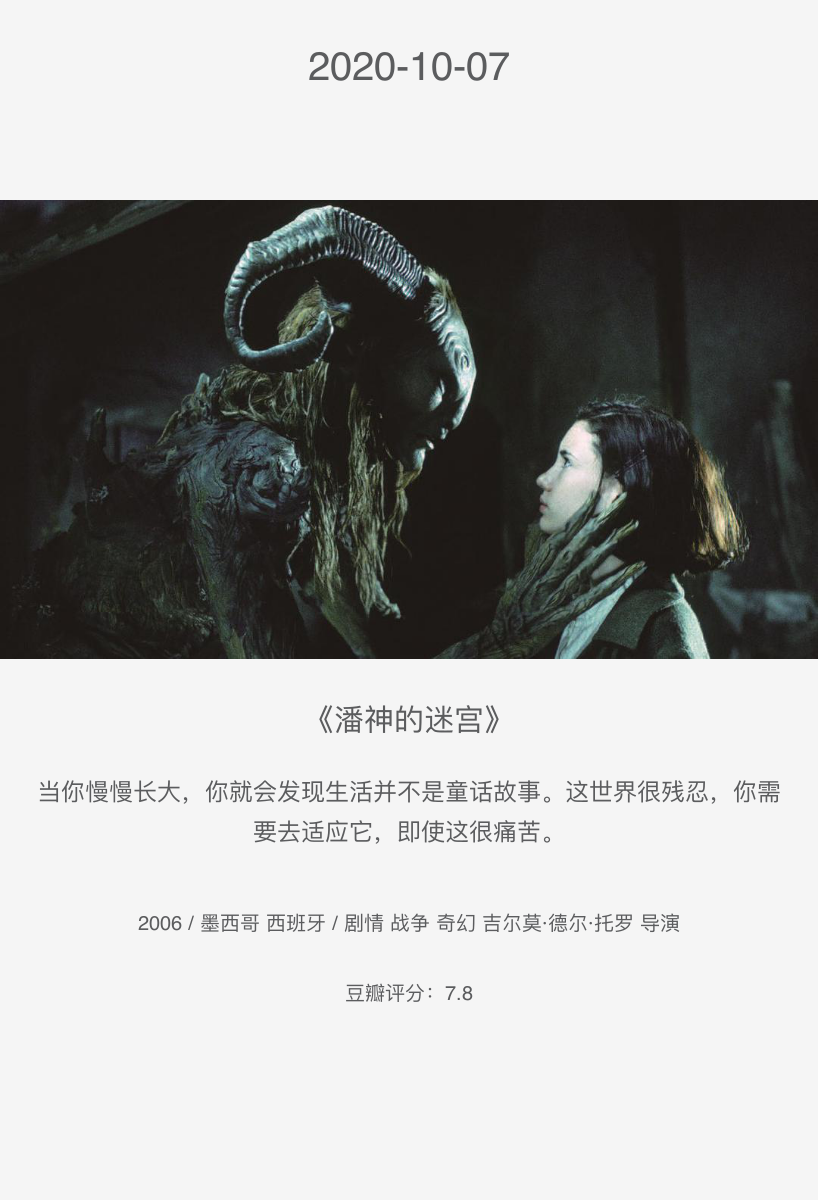 2020-10-07
《潘神的迷宫》
当你慢慢长大，你就会发现生活并不是童话故事。这世界很残忍，你需
要去适应它，即使这很痛苦。
2006 / 墨西哥 西班牙 / 剧情 战争 奇幻 吉尔莫·德尔·托罗 导演
豆瓣评分：7.8